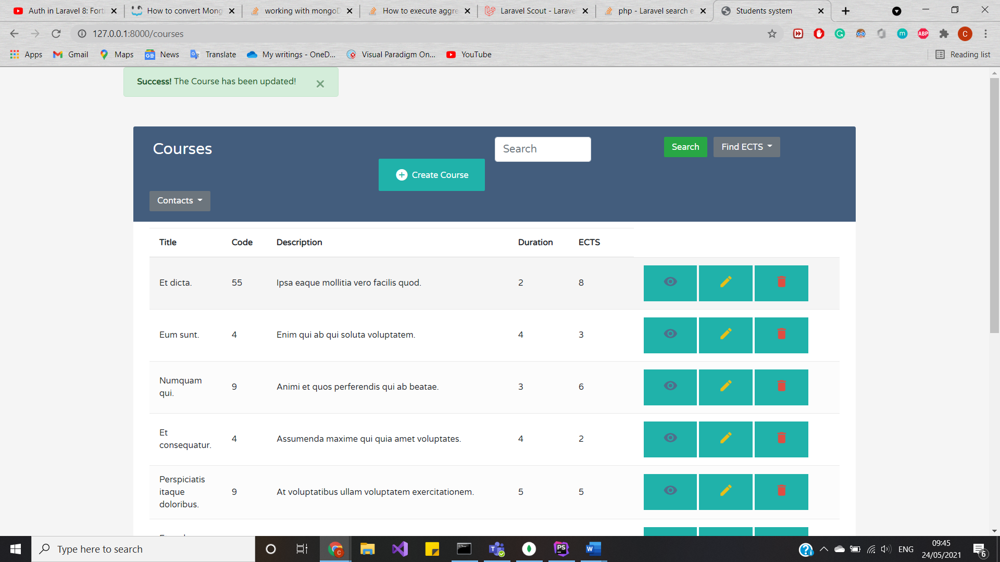 Auth in Laravel 8: Forti
How to convert Mong
working with mongoD
How to execute aggre
Laravel Scout - Larave
php - Laravel search e
Students system
127.0.0.1:8000/courses
Apps
Gmail
Maps
News
Translate
My writings - OneD...
Visual Paradigm On...
YouTube
Reading list
Success! The Course has been updated!
Courses
Search
Search
Find ECTS
Create Course
Contacts
Title Code Description Duration ECTS
Et dicta. 55 Ipsa eaque mollitia vero facilis quod. 2 8
Eum sunt. 4 Enim qui ab qui soluta voluptatem. 4 3
Numquam
qui. 9 Animi et quos perferendis qui ab beatae. 3 6
Et
consequatur. 4 Assumenda maxime qui quia amet voluptates. 4 2
Perspiciatis
itaque
doloribus. 9 At voluptatibus ullam voluptatem exercitationem. 5 5
Type here to search
ENG
09:45
24/05/2021
6